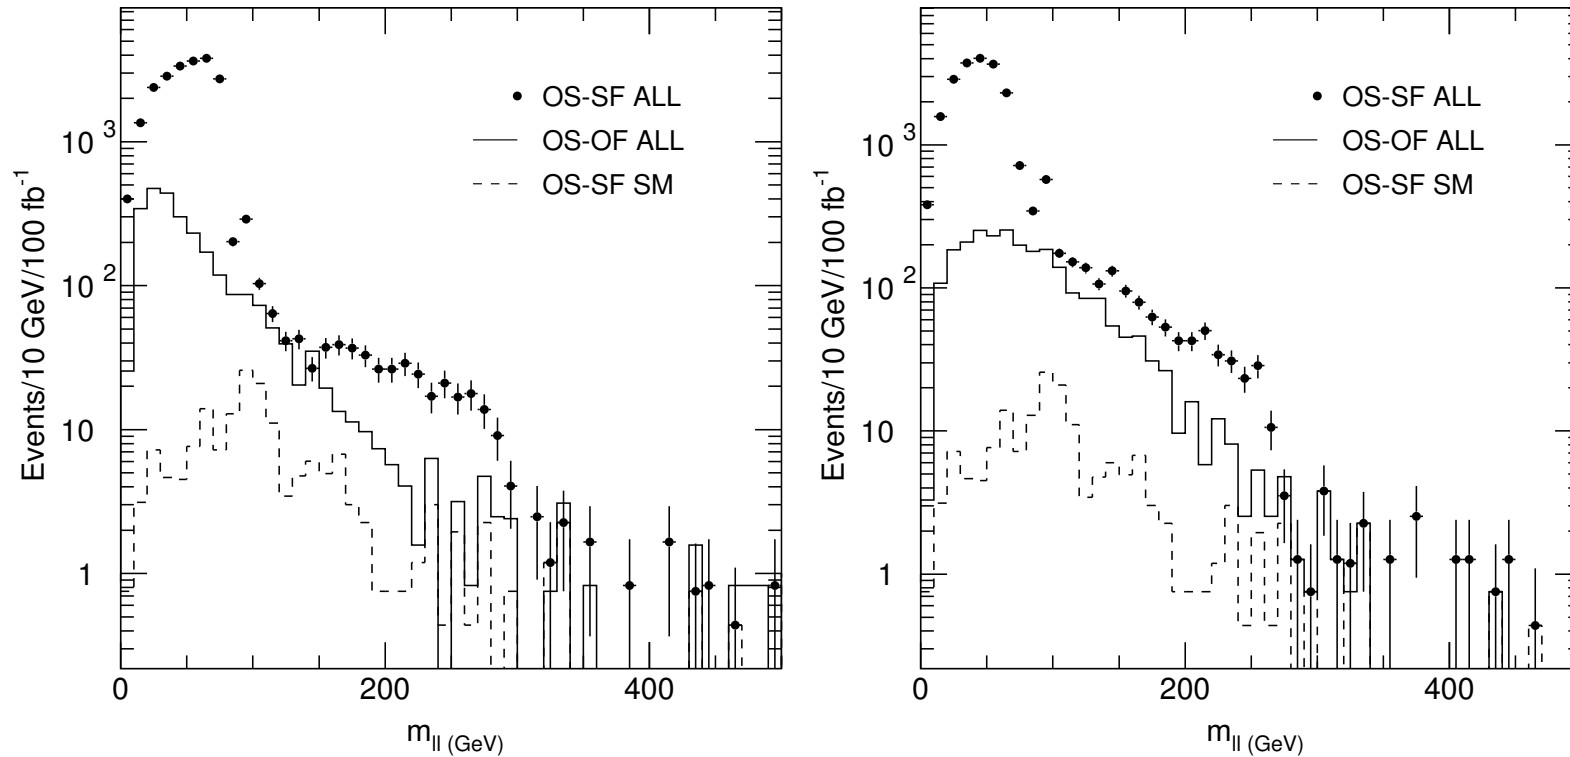 Events/10 GeV/100 fb-1
10 3
10 2
10
1
OS-SF ALL
OS-OF ALL
OS-SF SM
0
200
400
mll (GeV)
Events/10 GeV/100 fb-1
10 3
10 2
10
1
OS-SF ALL
OS-OF ALL
OS-SF SM
0
200
400
mll (GeV)